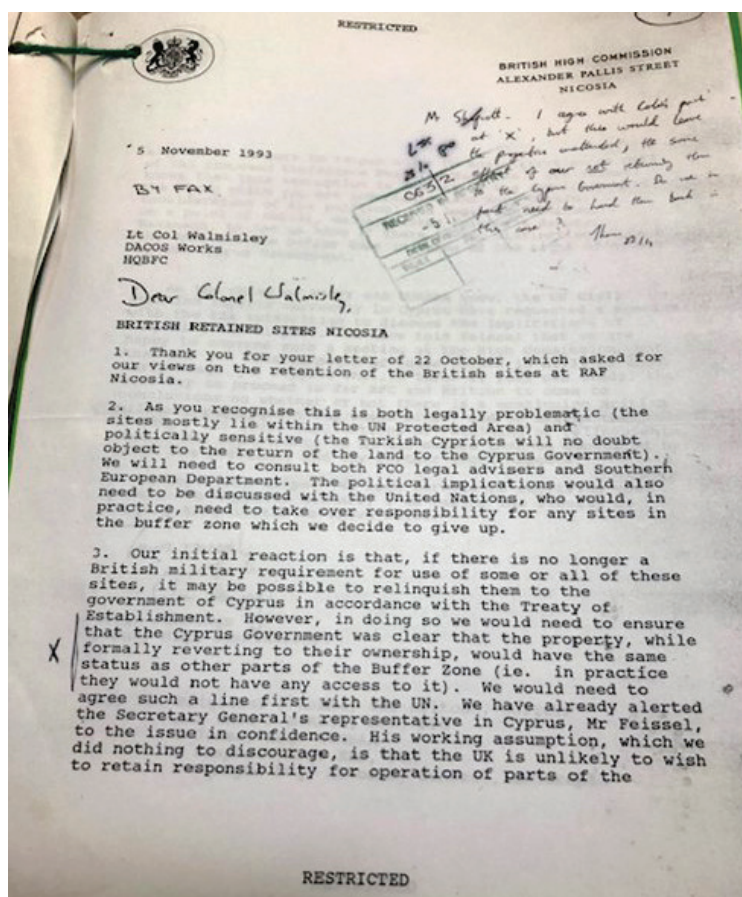 RESTRICTED
BRITISH HIGH COMMISSION
ALEXANDER PALLIS STREET
NICOSIA
Mr I agree with
at 'x', but this would leave
the properties unattended, the same
effect of our not returning them
to the Cyprus Government. Do we in
need to hand them back in
this case?
5 November 1993
BY FAX
RECEIVED IN
Lt Col Walmisley
DACOS Works
HQBFC
Dear Colonel Walmisley,
BRITISH RETAINED SITES NICOSIA
1. Thank you for your letter of 22 October, which asked for
our views on the retention of the British sites at RAF
Nicosia.
2. As you recognise this is both legally problematic (the
sites mostly lie within the UN Protected Area) and
politically sensitive (the Turkish Cypriots will no doubt
object to the return of the land to the Cyprus Government).
We will need to consult both FCO legal advisers and Southern
European Department. The political implications would also
need to be discussed with the United Nations, who would, in
practice, need to take over responsibility for any sites in
the buffer zone which we decide to give up.
3. Our initial reaction is that, if there is no longer a
British military requirement for use of some or all of these
sites, it may be possible to relinquish them to the
government of Cyprus in accordance with the Treaty of
Establishment. However, in doing so we would need to ensure
that the Cyprus Government was clear that the property, while
X formally reverting to their ownership, would have the same
status as other parts of the Buffer Zone (ie. in practice
they would not have any access to it). We would need to
agree such a line first with the UN. We have already alerted
the Secretary General's representative in Cyprus, Mr Feissel,
to the issue in confidence. His working assumption, which we
did nothing to discourage, is that the UK is unlikely to wish
to retain responsibility for operation of parts of the
RESTRICTED